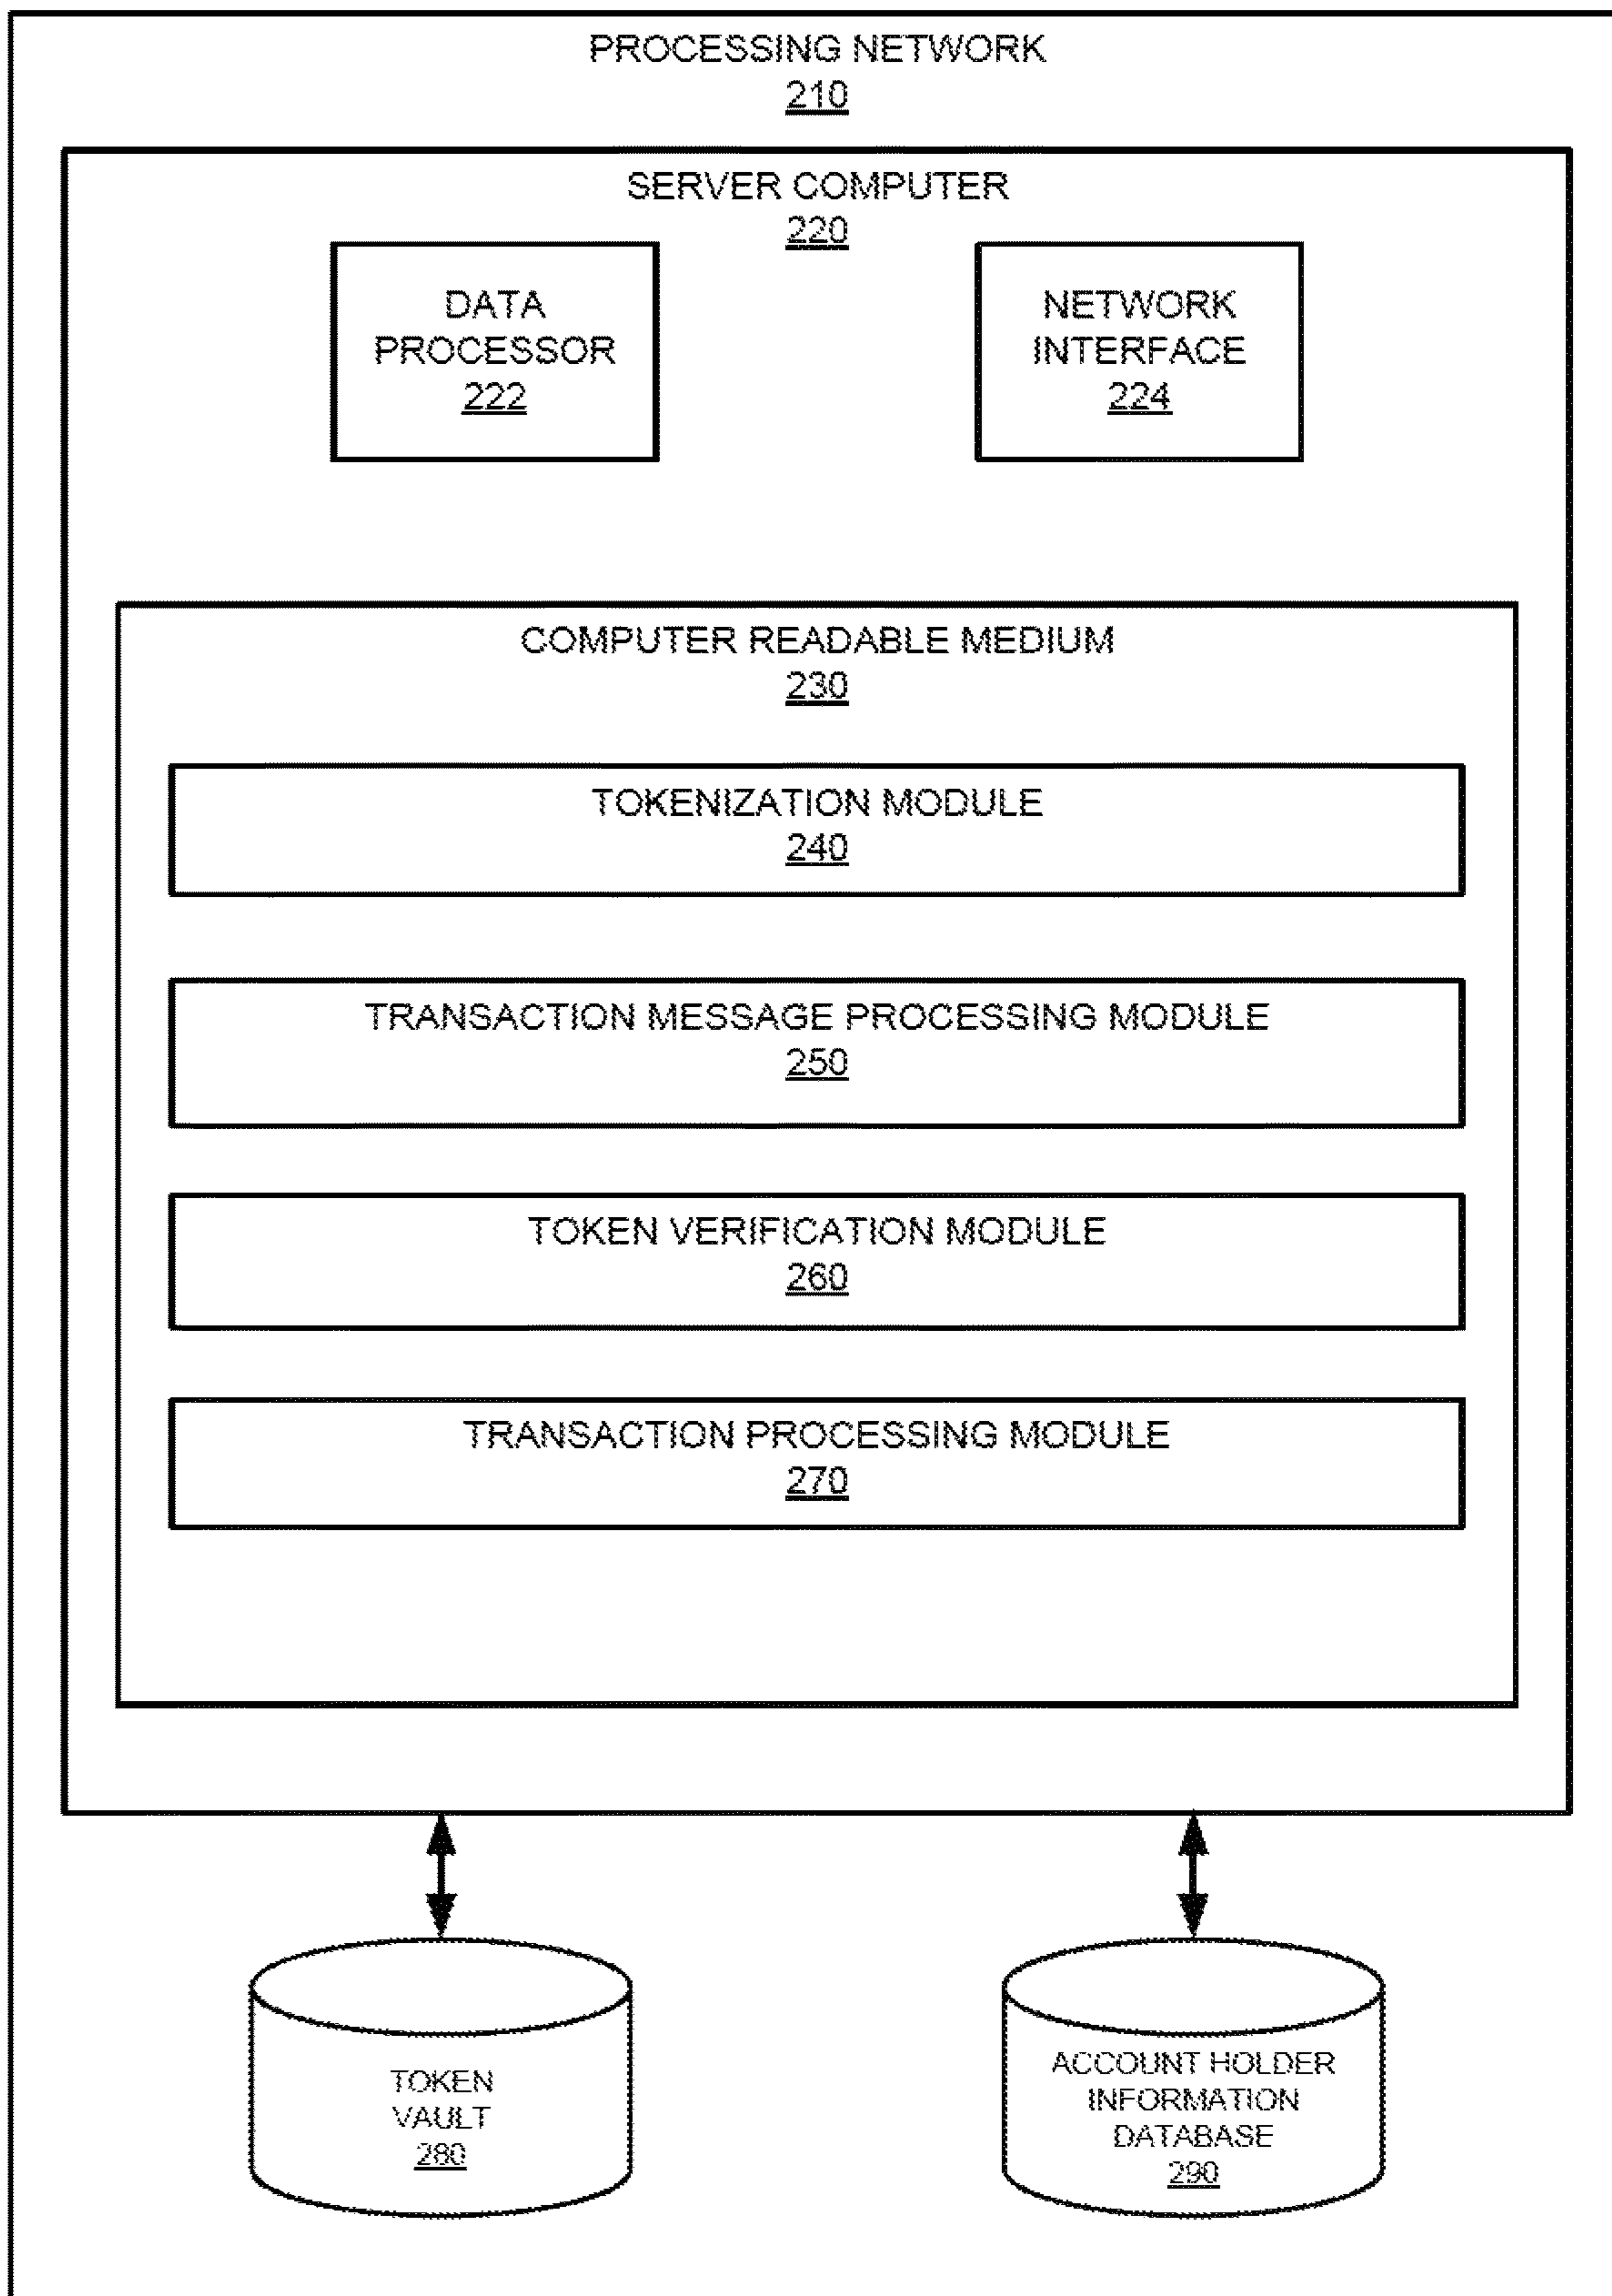 PROCESSING NETWORK
210
SERVER COMPUTER
220
DATA
PROCESSOR
222
NETWORK
INTERFACE
224
COMPUTER READABLE MEDIUM
230
TOKENIZATION MODULE
240
TRANSACTION MESSAGE PROCESSING MODULE
250
TOKEN VERIFICATION MODULE
260
TRANSACTION PROCESSING MODULE
270
TOKEN
VAULT
280
ACCOUNT HOLDER
INFORMATION
DATABASE
290